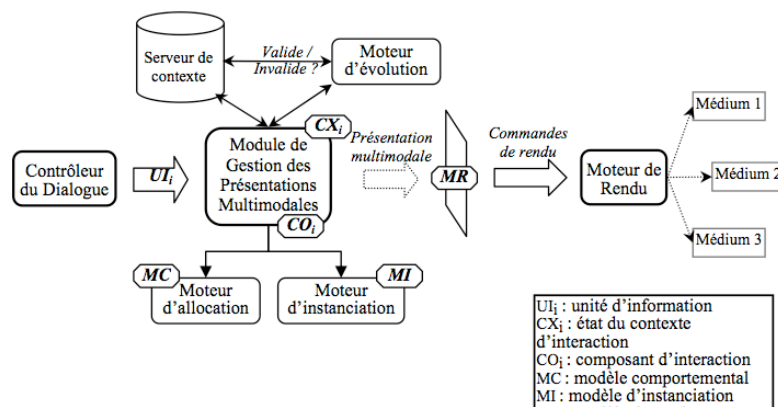 Serveur de
contexte
Valide /
Invalide ?
Moteur
d'évolution
Contrôleur
du Dialogue
UIi
Module de
Gestion des
Présentations
Multimodales
CXi
COi
Présentation
multimodale
MR
Commandes
de rendu
Moteur de
Rendu
Médium 1
Médium 2
Médium 3
MC
Moteur
d'allocation
MI
Moteur
d'instanciation
UIi : unité d'information
CXi : état du contexte
d'interaction
COi : composant d'interaction
MC : modèle comportemental
MI : modèle d'instanciation